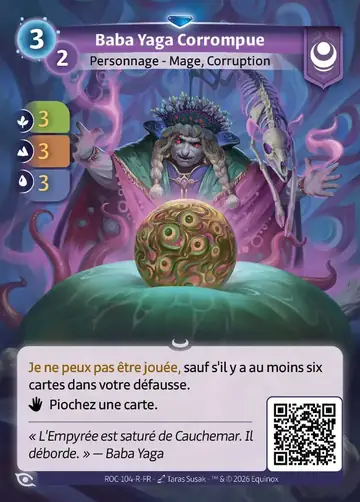 3
Baba Yaga Corrompue
2
Personnage - Mage, Corruption
3
3
3
Je ne peux pas être jouée, sauf s'il y a au moins six
cartes dans votre défausse.
Piochez une carte.
« L'Empyrée est saturé de Cauchemar. Il
déborde. » — Baba Yaga
ROC-104-R-FR - Taras Susak - ™ & © 2026 Equinox